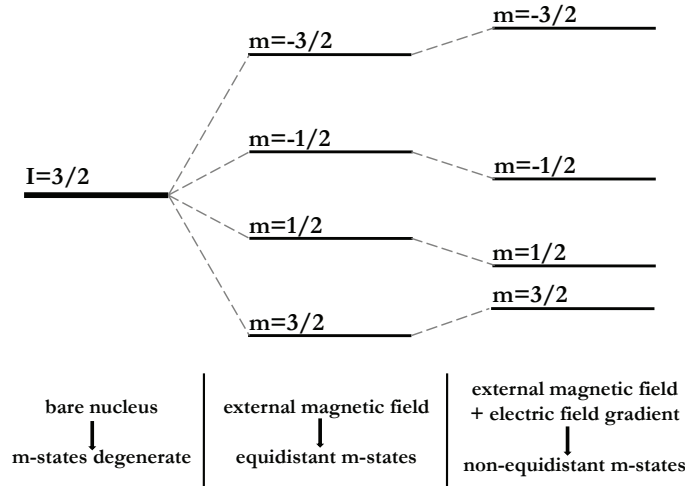 m=-3/2
m=-3/2
m=-1/2
m=-1/2
I=3/2
m=1/2
m=1/2
m=3/2
m=3/2
bare nucleus
m-states degenerate
external magnetic field
equidistant m-states
external magnetic field
+ electric field gradient
non-equidistant m-states